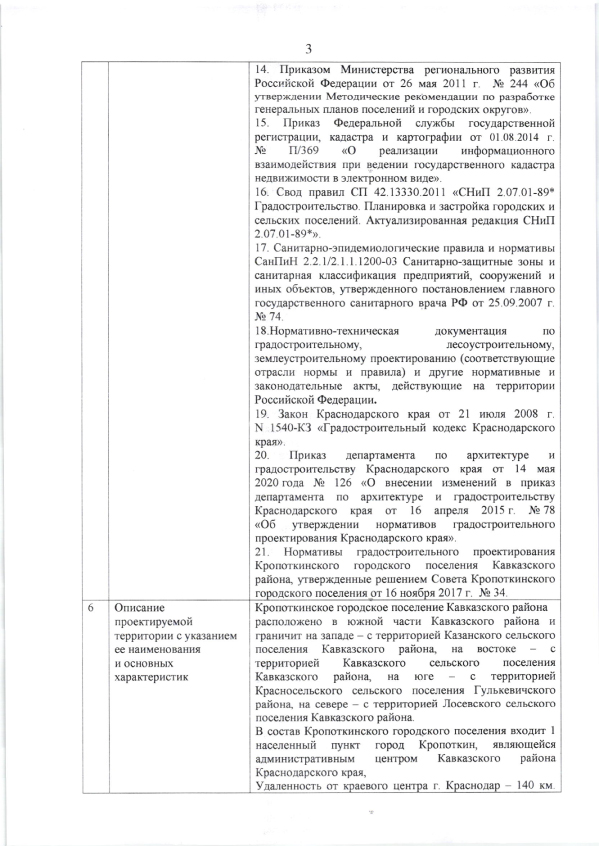 3
14. Приказом Министерства регионального развития
Российской Федерации от 26 мая 2011 г. № 244 «Об
утверждении Методические рекомендации по разработке
генеральных планов поселений и городских округов».
15. Приказ Федеральной службы государственной
регистрации, кадастра и картографии от 01.08.2014 г.
№ П/369 «О реализации информационного
взаимодействия при ведении государственного кадастра
недвижимости в электронном виде».
16. Свод правил СП 42.13330.2011 «СНиП 2.07.01-89*
Градостроительство. Планировка и застройка городских и
сельских поселений. Актуализированная редакция СНиП
2.07.01-89*».
17. Санитарно-эпидемиологические правила и нормативы
СанПиН 2.2.1/2.1.1.1200-03 Санитарно-защитные зоны и
санитарная классификация предприятий, сооружений и
иных объектов, утвержденного постановлением главного
государственного санитарного врача РФ от 25.09.2007 г.
№ 74.
18.Нормативно-техническая документация по
градостроительному, лесоустроительному,
землеустроительному проектированию (соответствующие
отрасли нормы и правила) и другие нормативные и
законодательные акты, действующие на территории
Российской Федерации.
19. Закон Краснодарского края от 21 июля 2008 г.
N 1540-КЗ «Градостроительный кодекс Краснодарского
края».
20. Приказ департамента по архитектуре и
градостроительству Краснодарского края от 14 мая
2020 года № 126 «О внесении изменений в приказ
департамента по архитектуре и градостроительству
Краснодарского края от 16 апреля 2015 г. № 78
«Об утверждении нормативов градостроительного
проектирования Краснодарского края».
21. Нормативы градостроительного проектирования
Кропоткинского городского поселения Кавказского
района, утвержденные решением Совета Кропоткинского
городского поселения от 16 ноября 2017 г. № 34.
6
Описание
проектируемой
территории с указанием
ее наименования
и основных
характеристик
Кропоткинское городское поселение Кавказского района
расположено в южной части Кавказского района и
граничит на западе – с территорией Казанского сельского
поселения Кавказского района, на востоке – с
территорией Кавказского сельского поселения
Кавказского района, на юге – с территорией
Красносельского сельского поселения Гулькевичского
района, на севере – с территорией Лосевского сельского
поселения Кавказского района.
В состав Кропоткинского городского поселения входит 1
населенный пункт город Кропоткин, являющейся
административным центром Кавказского района
Краснодарского края,
Удаленность от краевого центра г. Краснодар – 140 км.